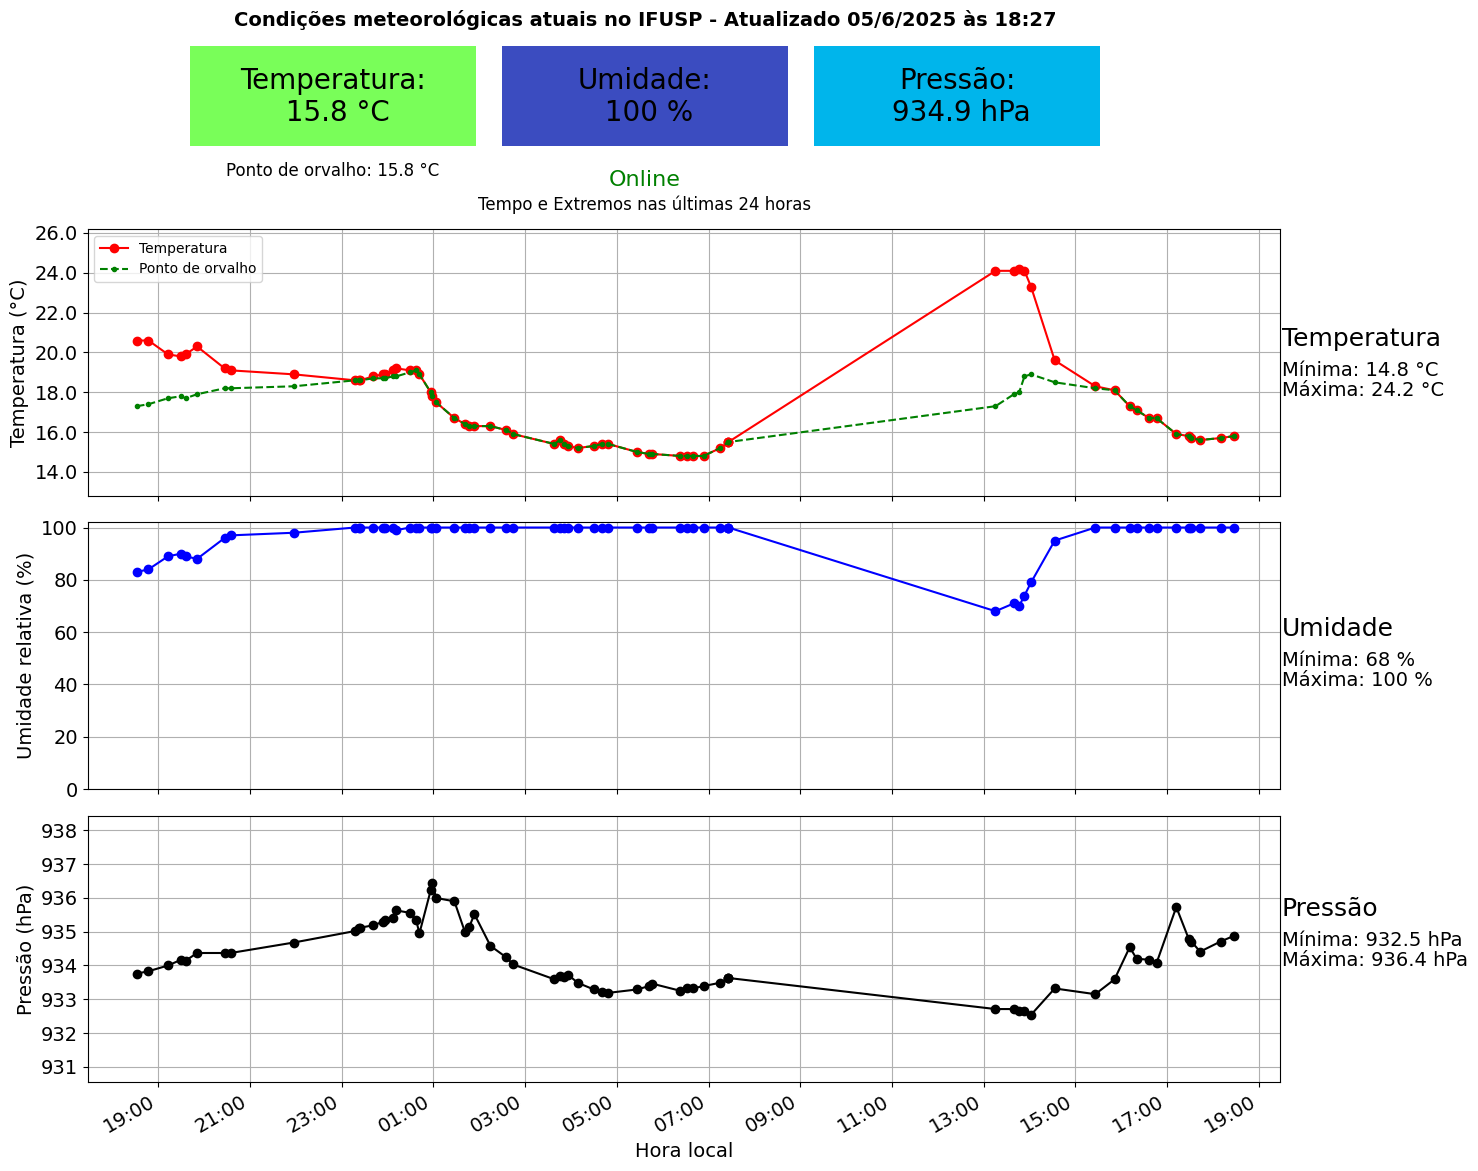 Condições meteorológicas atuais no IFUSP - Atualizado 05/6/2025 às 18:27
Temperatura:
15.8 °C
Umidade:
100 %
Pressão:
934.9 hPa
Ponto de orvalho: 15.8 °C
Online
Tempo e Extremos nas últimas 24 horas
Temperatura (°C)
26.0
24.0
22.0
20.0
18.0
16.0
14.0
Temperatura
Ponto de orvalho
Temperatura
Mínima: 14.8 °C
Máxima: 24.2 °C
Umidade relativa (%)
100
80
60
40
20
0
Umidade
Mínima: 68 %
Máxima: 100 %
Pressão (hPa)
938
937
936
935
934
933
932
931
Pressão
Mínima: 932.5 hPa
Máxima: 936.4 hPa
19:00 21:00 23:00 01:00 03:00 05:00 07:00 09:00 11:00 13:00 15:00 17:00 19:00
Hora local